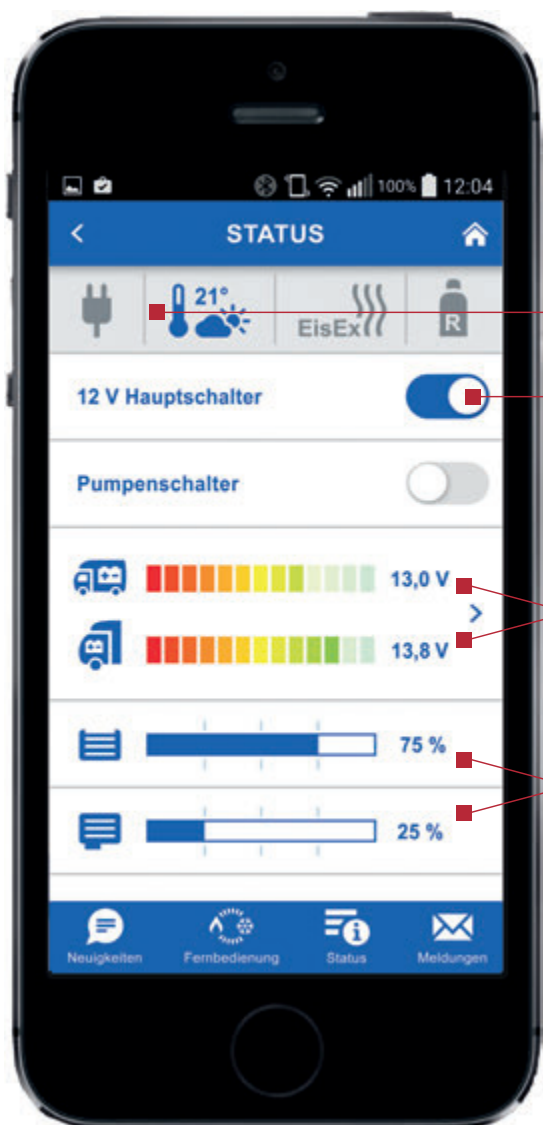 100% 12:04
STATUS
21°
EisEx
R
12 V Hauptschalter
Pumpenschalter
13,0 V
13,8 V
75 %
25 %
Neuigkeiten Fernbedienung Status Meldungen